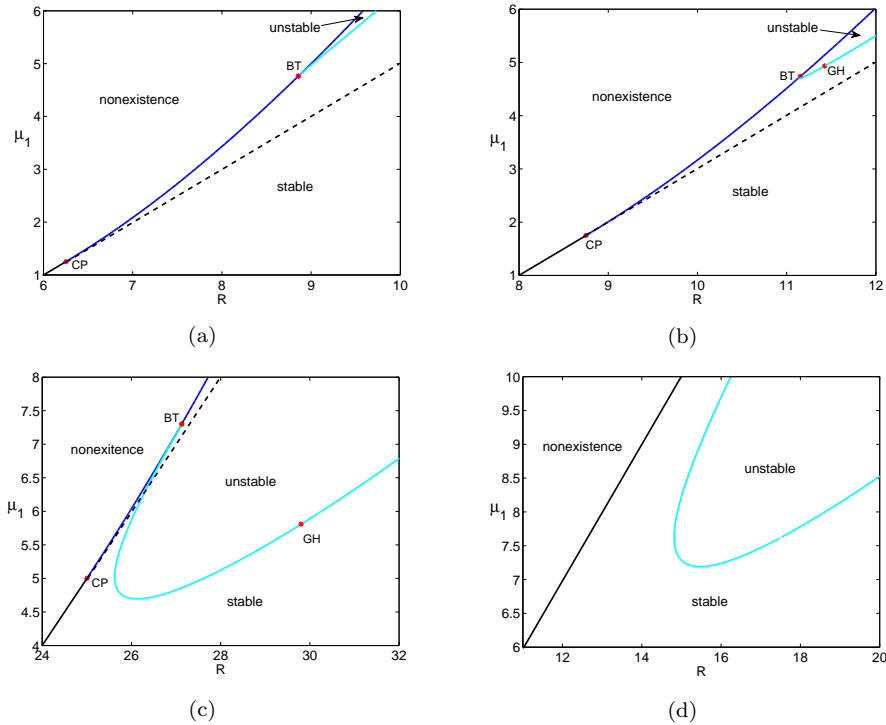 unstable
BT
nonexistence
μ1
stable
CP
6
5
4
3
2
1
6
7
8
9
10
R
(a)
unstable
BT
GH
nonexistence
μ1
stable
CP
6
5
4
3
2
1
8
9
10
11
12
R
(b)
BT
nonexitence
unstable
μ1
GH
CP
stable
8
7.5
7
6.5
6
5.5
5
4.5
4
24
26
28
30
32
R
(c)
nonexistence
unstable
μ1
stable
10
9.5
9
8.5
8
7.5
7
6.5
6
12
14
16
18
20
R
(d)